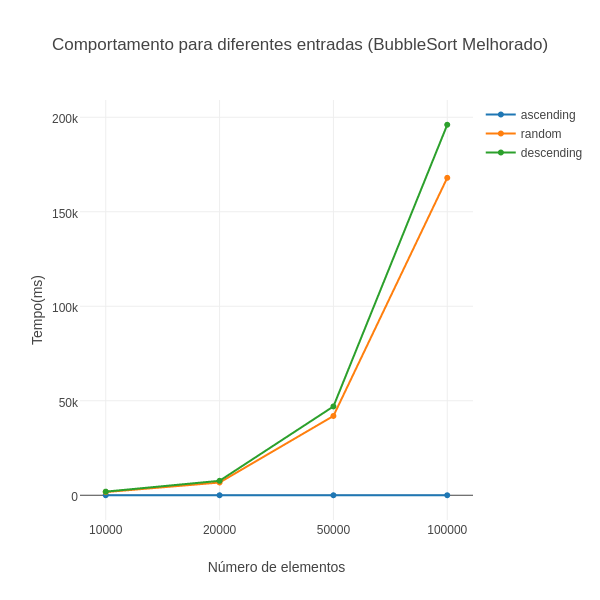 Comportamento para diferentes entradas (BubbleSort Melhorado)
ascending
random
descending
200k
150k
100k
50k
0
Tempo(ms)
10000
20000
50000
100000
Número de elementos